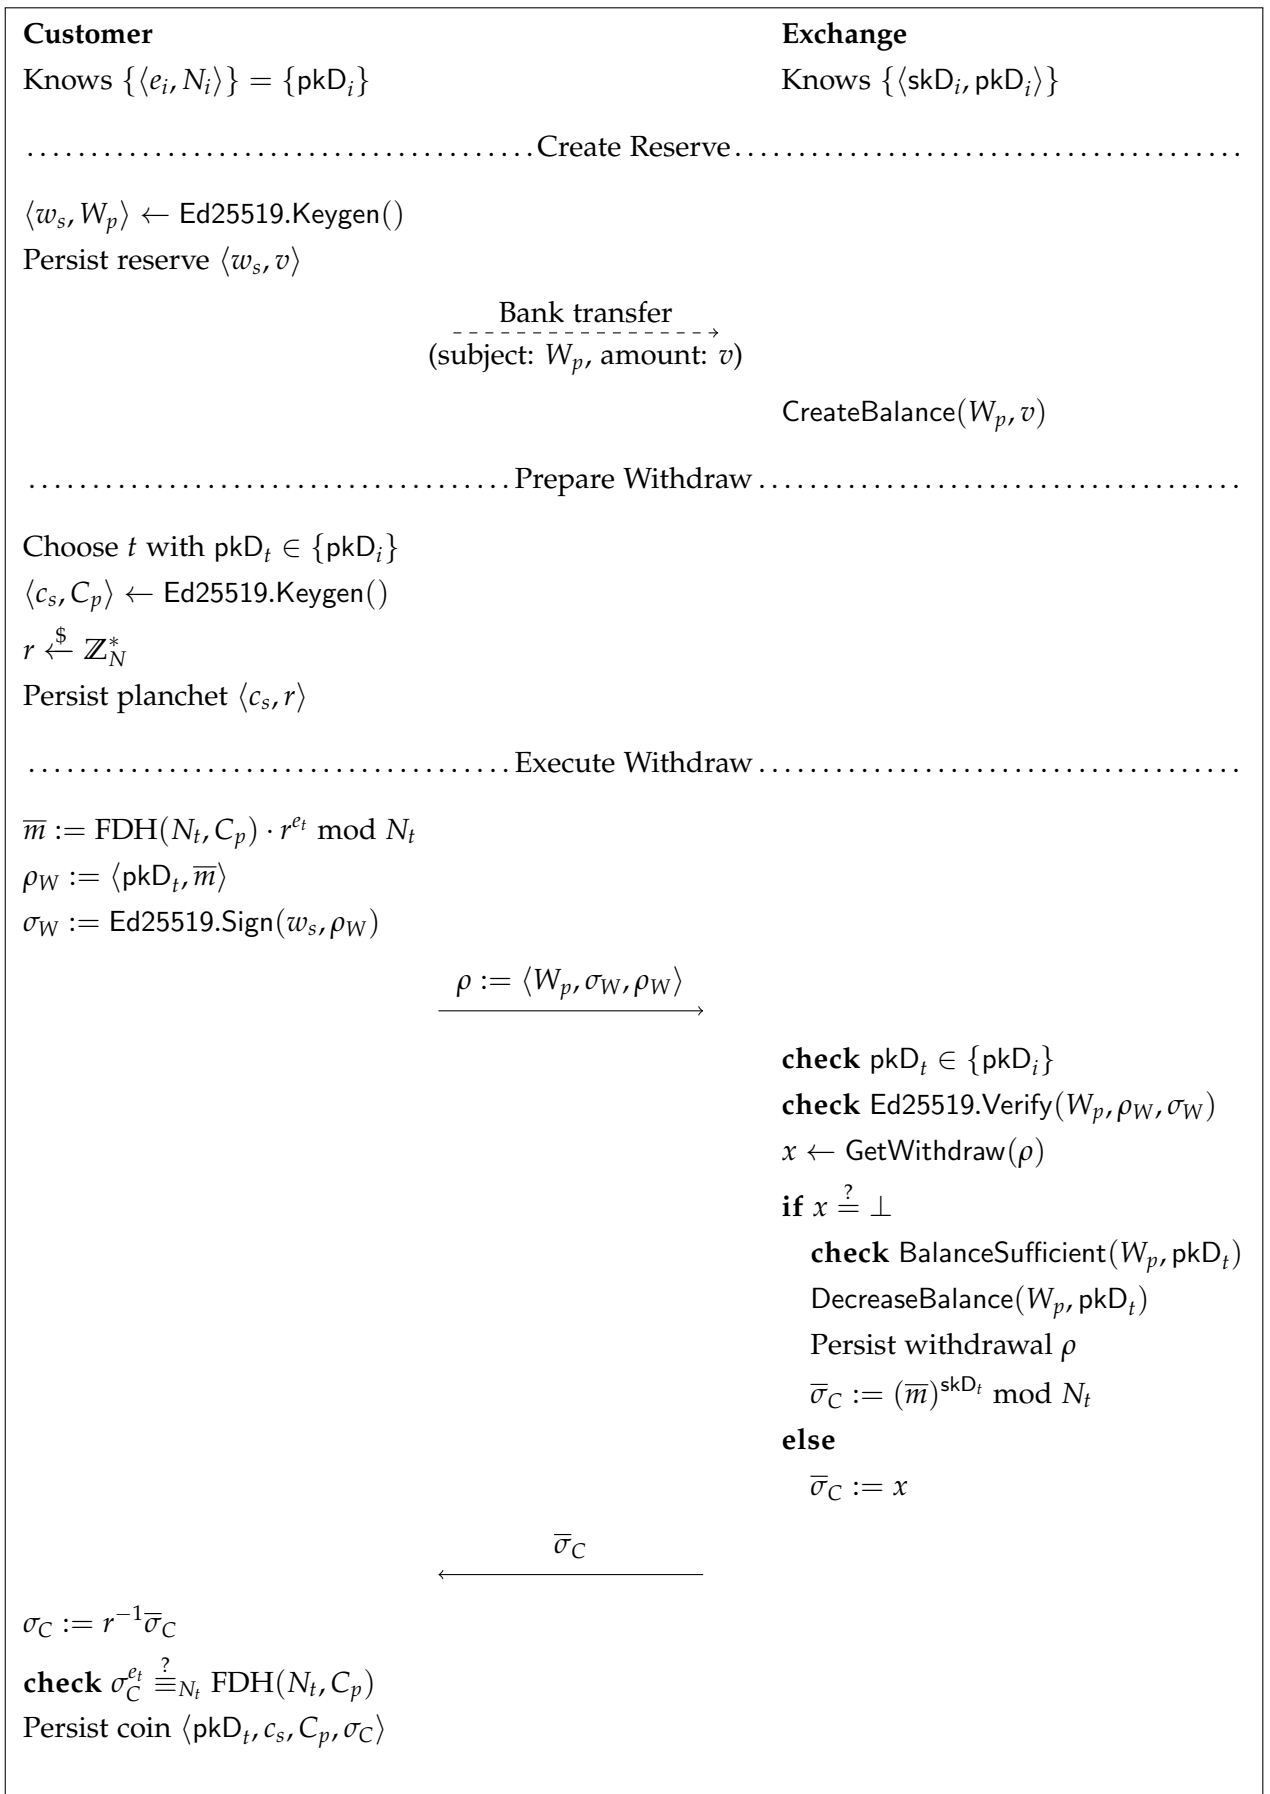 Customer Exchange
Knows {⟨e_i, N_i⟩} = {pkD_i} Knows {⟨skD_i, pkD_i⟩}
........................................Create Reserve........................................
⟨w_s, W_p⟩ ← Ed25519.Keygen()
Persist reserve ⟨w_s, v⟩
Bank transfer
(subject: W_p, amount: v)
CreateBalance(W_p, v)
......................................Prepare Withdraw......................................
Choose t with pkD_t ∈ {pkD_i}
⟨c_s, C_p⟩ ← Ed25519.Keygen()
r ←$ ℤ*_N
Persist planchet ⟨c_s, r⟩
......................................Execute Withdraw......................................
m̅ := FDH(N_t, C_p) · r^{e_t} mod N_t
ρ_W := ⟨pkD_t, m̅⟩
σ_W := Ed25519.Sign(w_s, ρ_W)
ρ := ⟨W_p, σ_W, ρ_W⟩
check pkD_t ∈ {pkD_i}
check Ed25519.Verify(W_p, ρ_W, σ_W)
x ← GetWithdraw(ρ)
if x ≟ ⊥
check BalanceSufficient(W_p, pkD_t)
DecreaseBalance(W_p, pkD_t)
Persist withdrawal ρ
σ̅_C := (m̅)^{skD_t} mod N_t
else
σ̅_C := x
σ̅_C
σ_C := r^{−1}σ̅_C
check σ_C^{e_t} ≡^?_{N_t} FDH(N_t, C_p)
Persist coin ⟨pkD_t, c_s, C_p, σ_C⟩